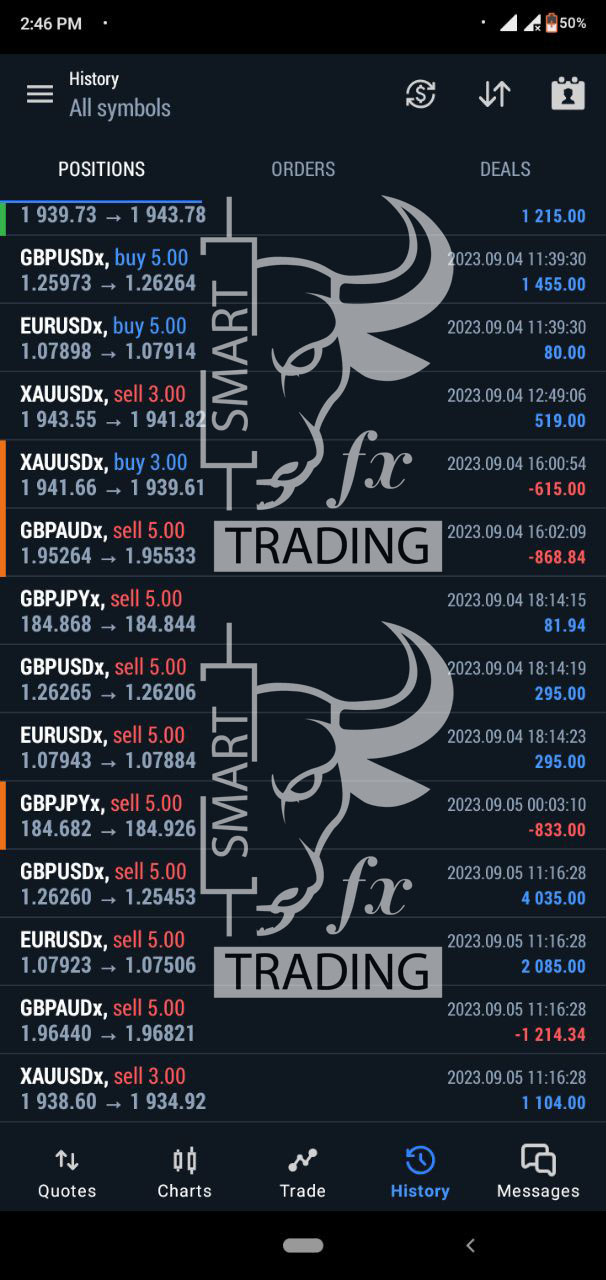 2:46 PM
50%
History
All symbols
POSITIONS ORDERS DEALS
1 939.73 → 1 943.78 1 215.00
GBPUSDx, buy 5.00 2023.09.04 11:39:30
1.25973 → 1.26264 1 455.00
EURUSDx, buy 5.00 2023.09.04 11:39:30
1.07898 → 1.07914 80.00
XAUUSDx, sell 3.00 2023.09.04 12:49:06
1 943.55 → 1 941.82 519.00
XAUUSDx, buy 3.00 2023.09.04 16:00:54
1 941.66 → 1 939.61 -615.00
GBPAUDx, sell 5.00 2023.09.04 16:02:09
1.95264 → 1.95533 -868.84
GBPJPYx, sell 5.00 2023.09.04 18:14:15
184.868 → 184.844 81.94
GBPUSDx, sell 5.00 2023.09.04 18:14:19
1.26265 → 1.26206 295.00
EURUSDx, sell 5.00 2023.09.04 18:14:23
1.07943 → 1.07884 295.00
GBPJPYx, sell 5.00 2023.09.05 00:03:10
184.682 → 184.926 -833.00
GBPUSDx, sell 5.00 2023.09.05 11:16:28
1.26260 → 1.25453 4 035.00
EURUSDx, sell 5.00 2023.09.05 11:16:28
1.07923 → 1.07506 2 085.00
GBPAUDx, sell 5.00 2023.09.05 11:16:28
1.96440 → 1.96821 -1 214.34
XAUUSDx, sell 3.00 2023.09.05 11:16:28
1 938.60 → 1 934.92 1 104.00
SMART
fx
TRADING
SMART
fx
TRADING
Quotes Charts Trade History Messages